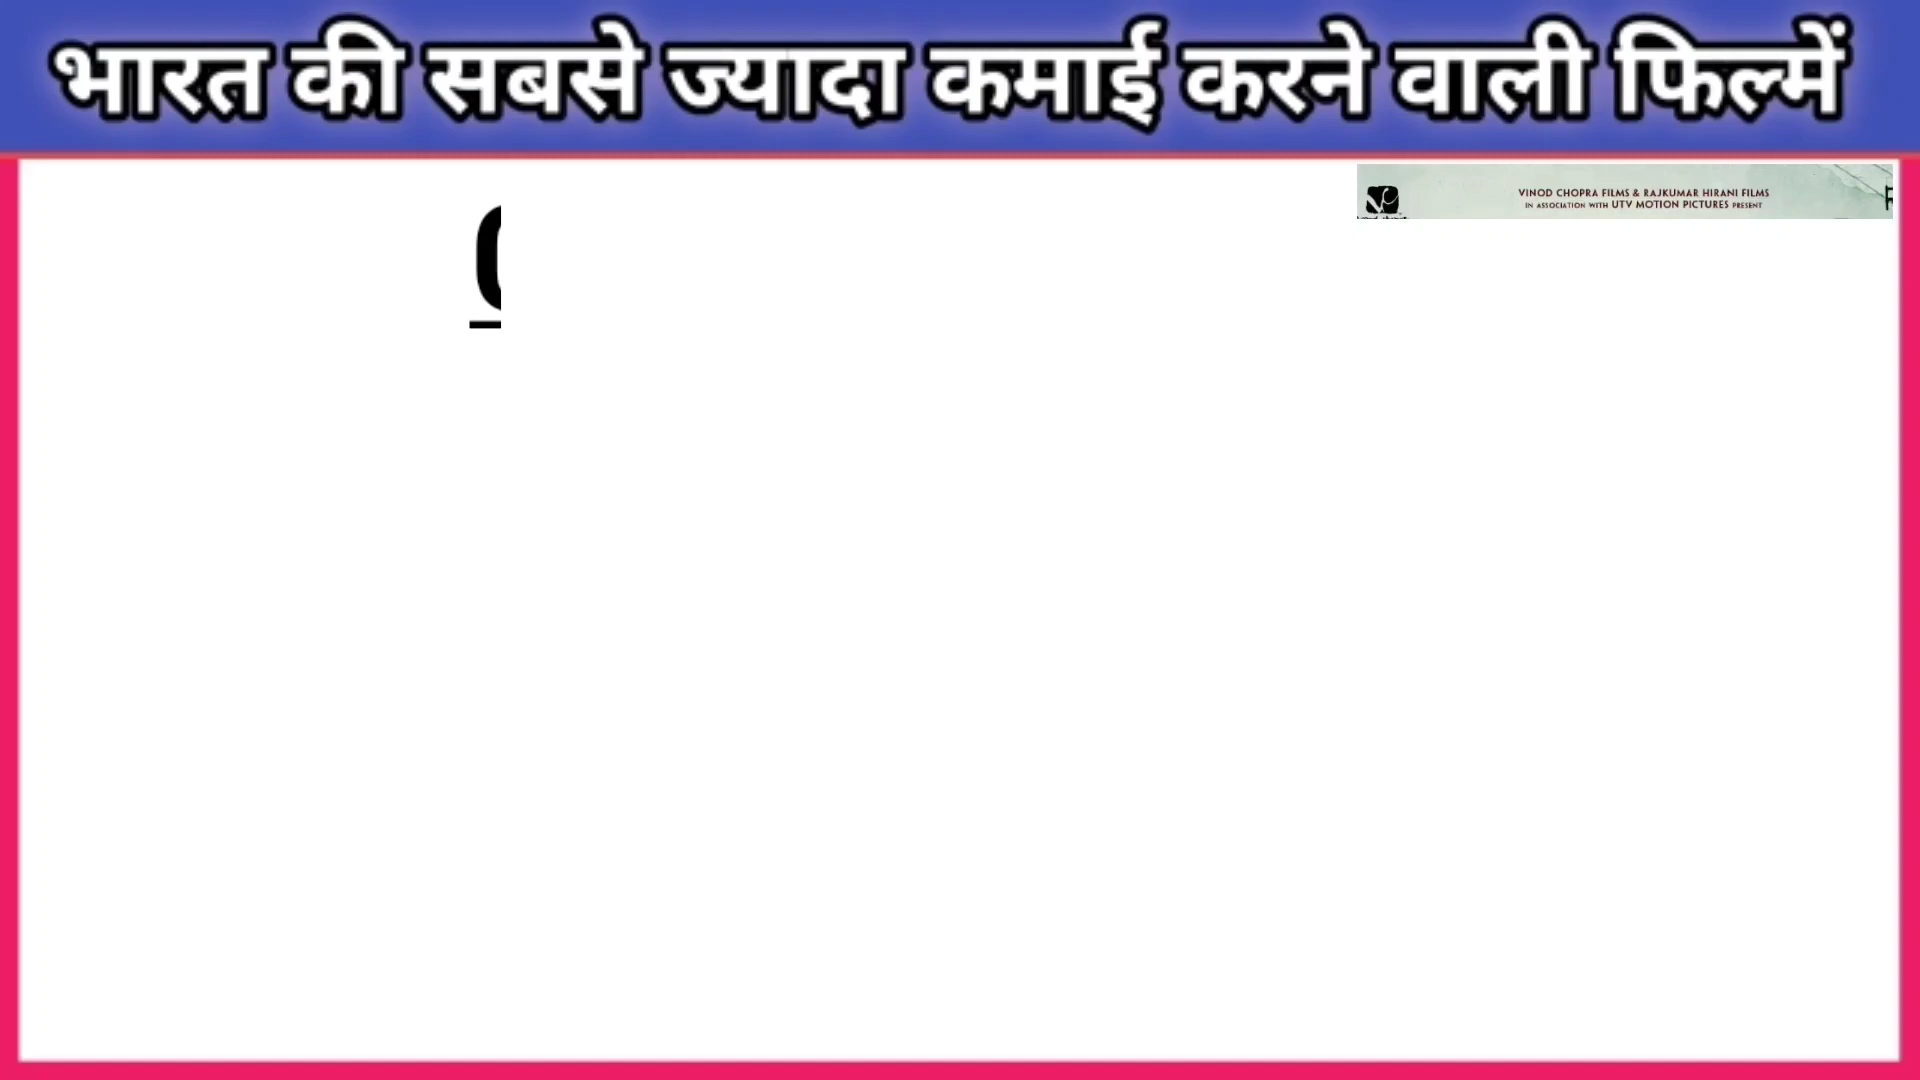 भारत की सबसे ज्यादा कमाई करने वाली फिल्में
VINOD CHOPRA FILMS & RAJKUMAR HIRANI FILMS
IN ASSOCIATION WITH UTV MOTION PICTURES PRESENT